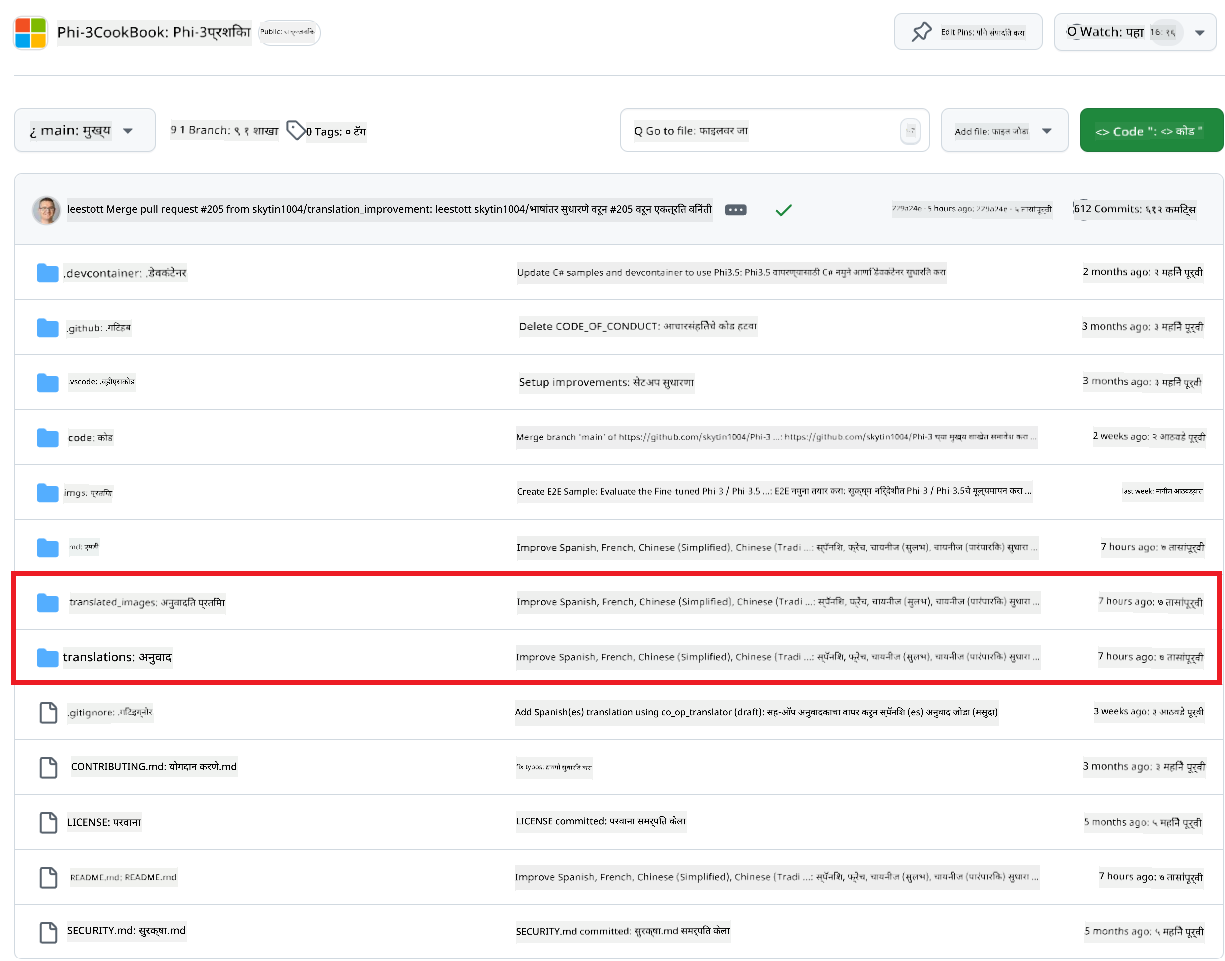 Phi-3CookBook: Phi-3प्रशिका
Public:
Edit Pins: पिन संपादित करा
O Watch: पहा 16: १६
¿ main: मुख्य
9 1 Branch: ९ १ शाखा
0 Tags: ० टॅग
Q Go to file: फाइलवर जा
Add file: फाइल जोडा
<> Code ": <> कोड "
leestott Merge pull request #205 from skytin1004/translation_improvement: leestott skytin1004/भाषांतर सुधारणे वरून #205 वरून एकत्रित विनंती
229a24e · 5 hours ago: 229a24e · ५ तासांपूर्वी
612 Commits: ६१२ कमिट्स
.devcontainer: .डेवकंटेनर
Update C# samples and devcontainer to use Phi3.5: Phi3.5 वापरण्यासाठी C# नमुने आणि डेवकंटेनर सुधारित करा
2 months ago: २ महिने पूर्वी
.github: .गिटहब
Delete CODE_OF_CONDUCT: आचारसंहितेचे कोड हटवा
3 months ago: ३ महिने पूर्वी
.vscode: .व्हीएसकोड
Setup improvements: सेटअप सुधारणा
3 months ago: ३ महिने पूर्वी
code: कोड
Merge branch 'main' of https://github.com/skytin1004/Phi-3 ...: https://github.com/skytin1004/Phi-3 च्या मुख्य शाखेत समावेश करा ...
2 weeks ago: २ आठवडे पूर्वी
imgs: प्रतिमा
Create E2E Sample: Evaluate the Fine-tuned Phi-3 / Phi-3.5 ...: E2E नमुना तयार करा: सूक्ष्म निर्देशीत Phi-3 / Phi-3.5चे मूल्यमापन करा ...
last week: मागील आठवड्यात
md:
Improve Spanish, French, Chinese (Simplified), Chinese (Tradi ...: स्पॅनिश, फ्रेंच, चायनीज (सुलभ), चायनीज (पारंपारिक) सुधारा ...
7 hours ago: ७ तासांपूर्वी
translated_images: अनुवादित प्रतिमा
Improve Spanish, French, Chinese (Simplified), Chinese (Tradi ...: स्पॅनिश, फ्रेंच, चायनीज (सुलभ), चायनीज (पारंपारिक) सुधारा ...
7 hours ago: ७ तासांपूर्वी
translations: अनुवाद
Improve Spanish, French, Chinese (Simplified), Chinese (Tradi ...: स्पॅनिश, फ्रेंच, चायनीज (सुलभ), चायनीज (पारंपारिक) सुधारा ...
7 hours ago: ७ तासांपूर्वी
.gitignore: .गिटइग्नोर
Add Spanish(es) translation using co_op_translator (draft): सह-ऑप अनुवादकाचा वापर करून स्पॅनिश (es) अनुवाद जोडा (मसुदा)
3 weeks ago: ३ आठवडे पूर्वी
CONTRIBUTING.md: योगदान करणे.md
fix typos:
3 months ago: ३ महिने पूर्वी
LICENSE: परवाना
LICENSE committed: परवाना समर्पित केला
5 months ago: ५ महिने पूर्वी
README.md: README.md
Improve Spanish, French, Chinese (Simplified), Chinese (Tradi ...: स्पॅनिश, फ्रेंच, चायनीज (सुलभ), चायनीज (पारंपारिक) सुधारा ...
7 hours ago: ७ तासांपूर्वी
SECURITY.md: सुरक्षा.md
SECURITY.md committed: सुरक्षा.md समर्पित केला
5 months ago: ५ महिने पूर्वी